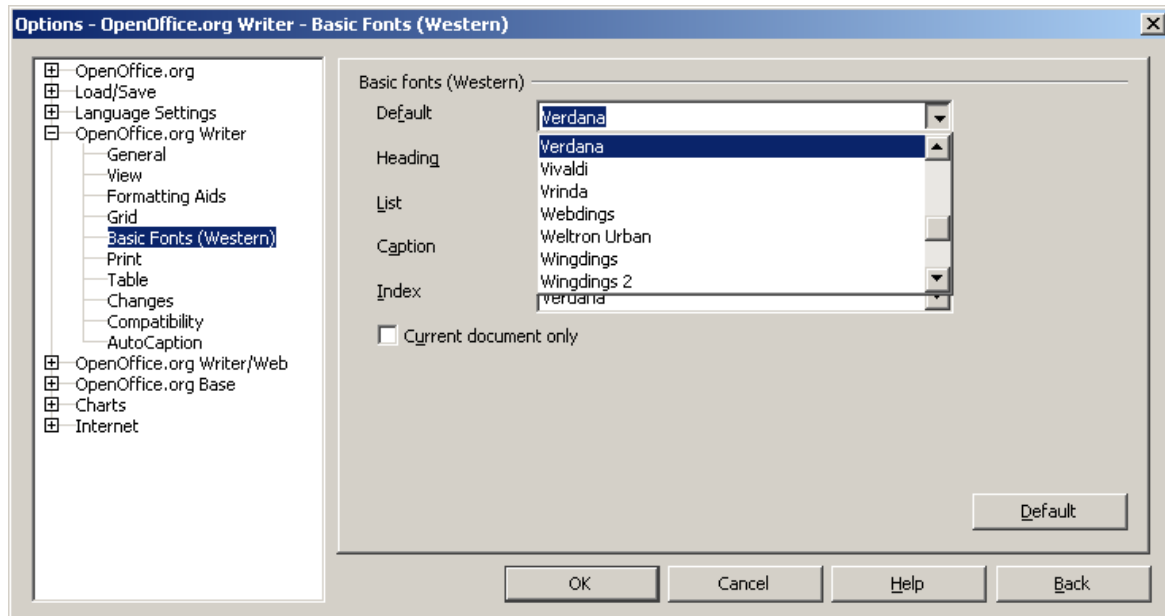 Options - OpenOffice.org Writer - Basic Fonts (Western)
OpenOffice.org
Load/Save
Language Settings
OpenOffice.org Writer
General
View
Formatting Aids
Grid
Basic Fonts (Western)
Print
Table
Changes
Compatibility
AutoCaption
OpenOffice.org Writer/Web
OpenOffice.org Base
Charts
Internet
Basic fonts (Western)
Default
Verdana
Verdana
Heading
Vivaldi
Vrinda
List
Webdings
Weltron Urban
Caption
Wingdings
Wingdings 2
Index
Verdana
Current document only
Default
OK
Cancel
Help
Back